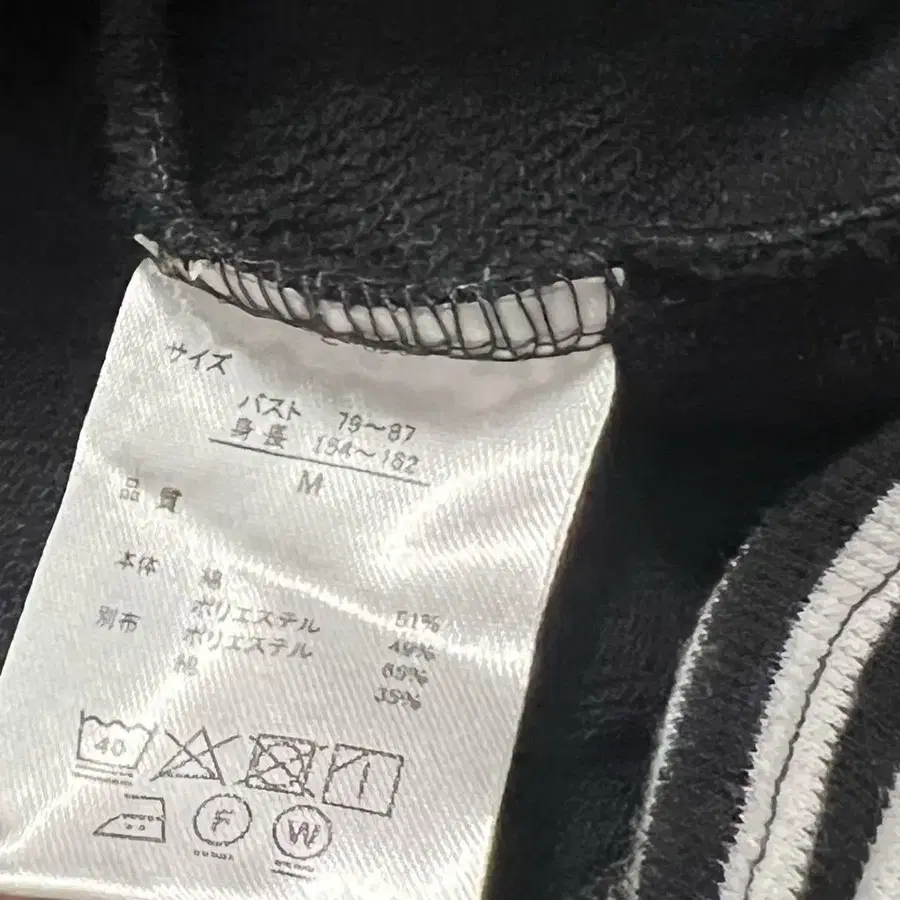 サイズ
バスト 79～87
身長 154～162
M
品質
本体 綿 51%
ポリエステル 49%
別布 ポリエステル 65%
綿 35%
40
F
W